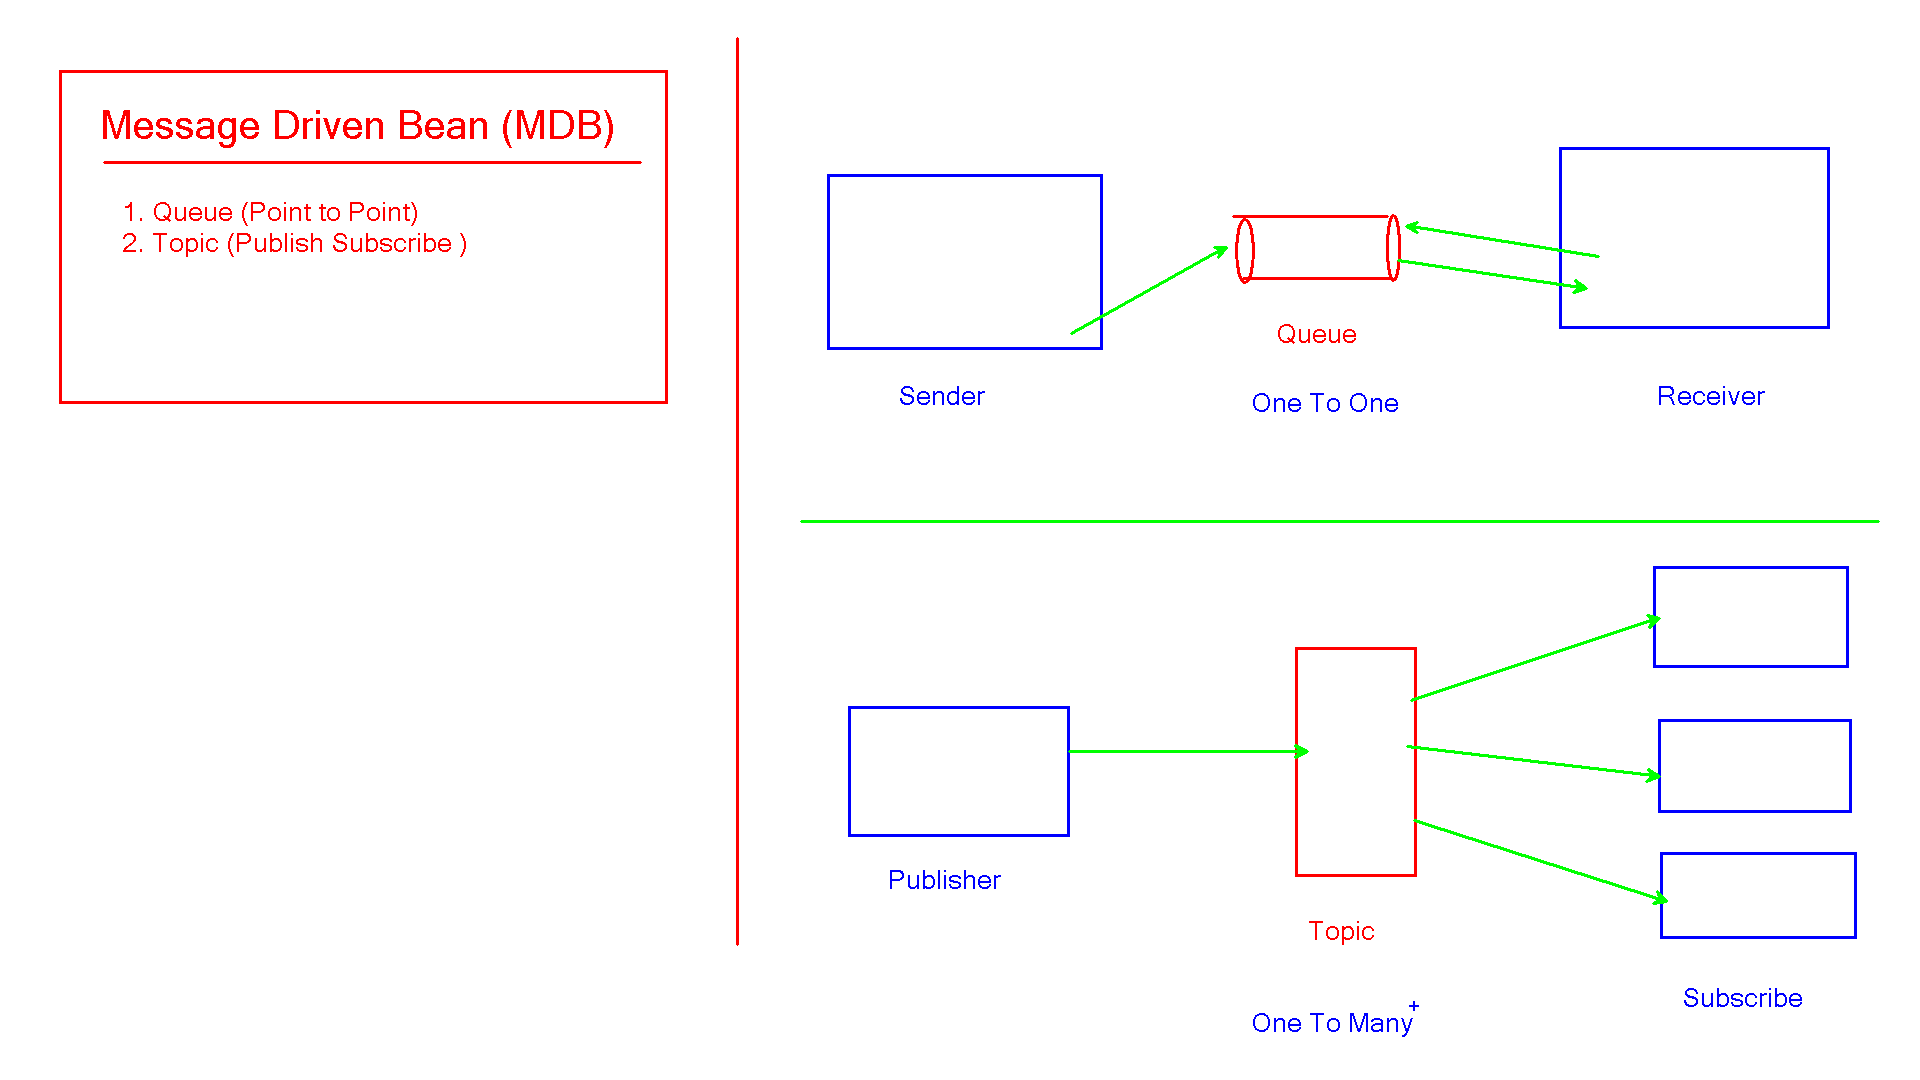 Message Driven Bean (MDB)
1. Queue (Point to Point)
2. Topic (Publish Subscribe )
Queue
Sender
One To One
Receiver
Publisher
Topic
Subscribe
One To Many